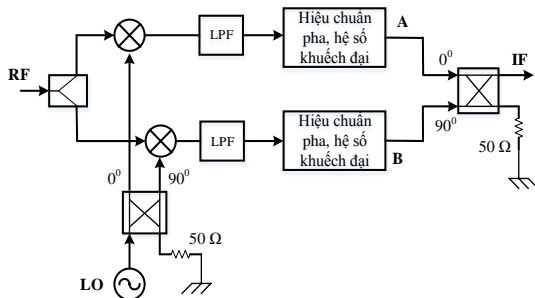 A
LPF
Hiệu chuẩn
pha, hệ số
khuếch đại
0⁰
IF
RF
LPF
Hiệu chuẩn
pha, hệ số
khuếch đại
B
90⁰
50 Ω
0⁰
90⁰
50 Ω
LO